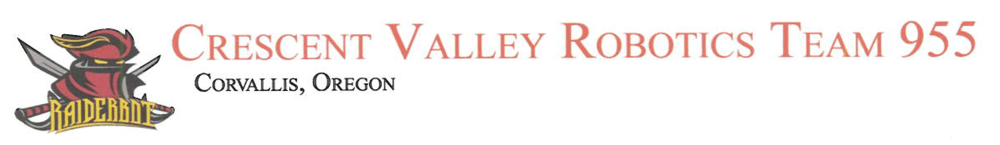 CRESCENT VALLEY ROBOTICS TEAM 955
CORVALLIS, OREGON
RAIDERBOT